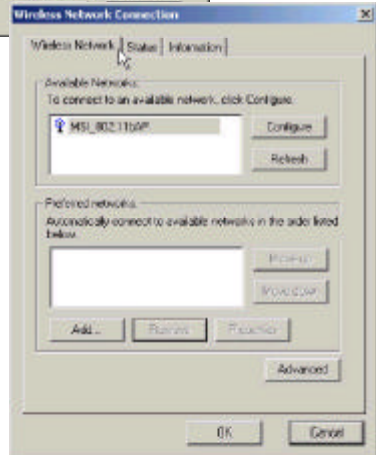 Wireless Network Connection
Wireless Network Status Information
Available Networks
To connect to an available network, click Configure.
MSI_802.11bAP
Configure
Refresh
Preferred networks
Automatically connect to available networks in the order listed
below.
Move up
Move down
Add... Remove Properties
Advanced
OK Cancel